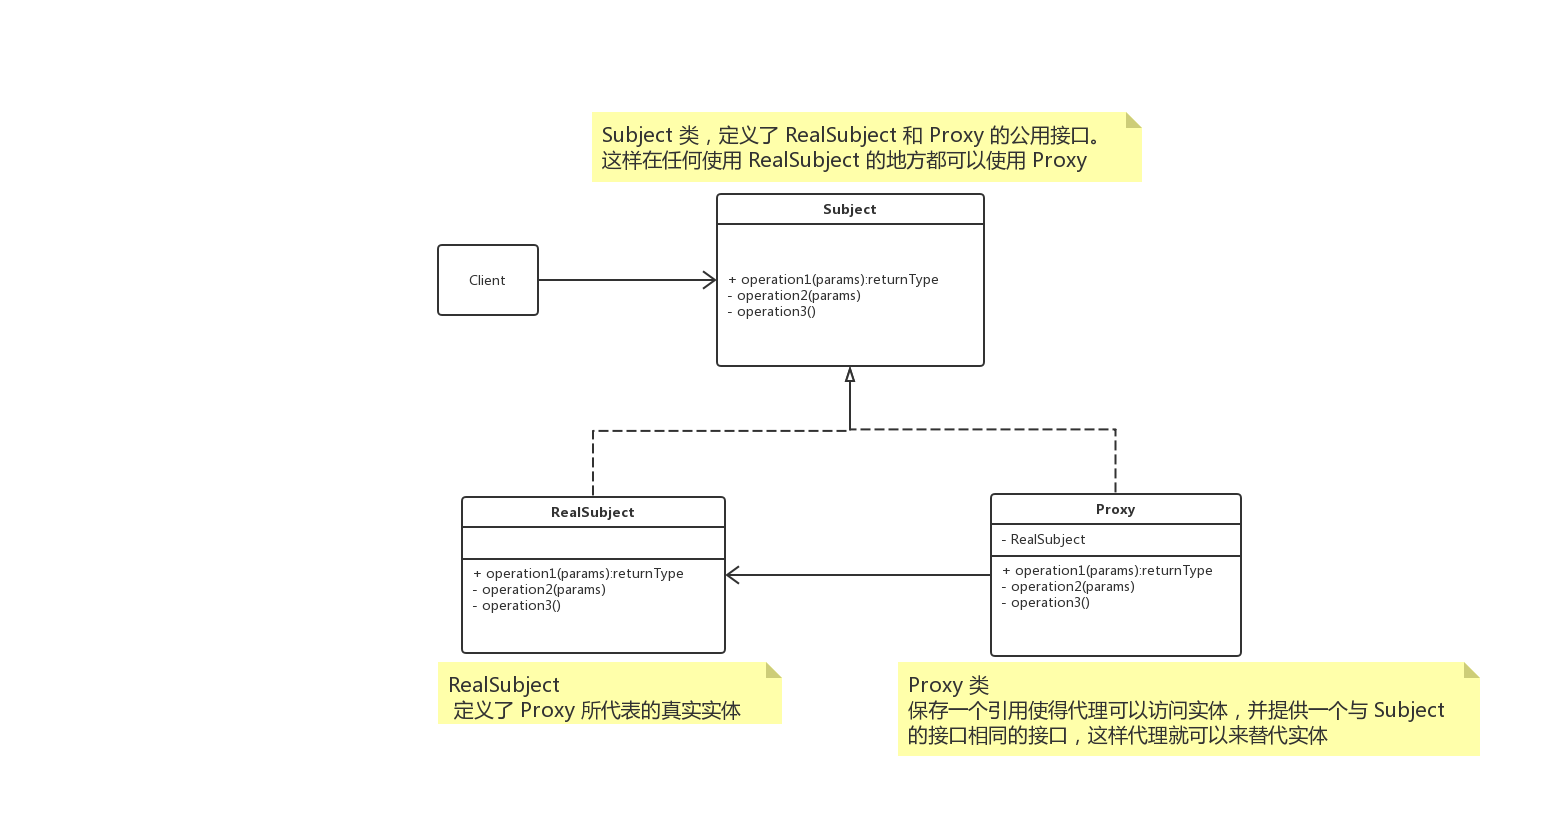 Subject 类，定义了 RealSubject 和 Proxy 的公用接口。
这样在任何使用 RealSubject 的地方都可以使用 Proxy
Subject
Client
+ operation1(params):returnType
- operation2(params)
- operation3()
RealSubject
+ operation1(params):returnType
- operation2(params)
- operation3()
Proxy
- RealSubject
+ operation1(params):returnType
- operation2(params)
- operation3()
RealSubject
定义了 Proxy 所代表的真实实体
Proxy 类
保存一个引用使得代理可以访问实体，并提供一个与 Subject
的接口相同的接口，这样代理就可以来替代实体